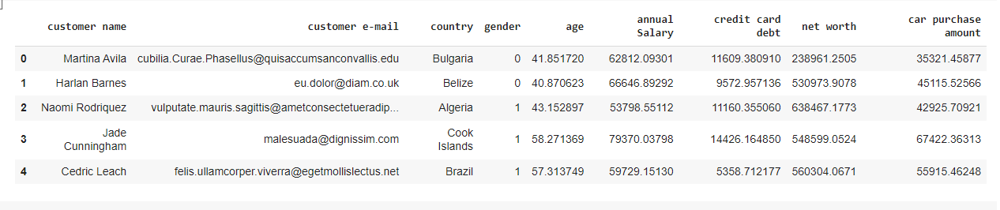 customer name customer e-mail country gender age annual Salary credit card debt net worth car purchase amount
0 Martina Avila cubilia.Curae.Phasellus@quisaccumsanconvallis.edu Bulgaria 0 41.851720 62812.09301 11609.380910 238961.2505 35321.45877
1 Harlan Barnes eu.dolor@diam.co.uk Belize 0 40.870623 66646.89292 9572.957136 530973.9078 45115.52566
2 Naomi Rodriquez vulputate.mauris.sagittis@ametconsectetueradip... Algeria 1 43.152897 53798.55112 11160.355060 638467.1773 42925.70921
3 Jade Cunningham malesuada@dignissim.com Cook Islands 1 58.271369 79370.03798 14426.164850 548599.0524 67422.36313
4 Cedric Leach felis.ullamcorper.viverra@egetmollislectus.net Brazil 1 57.313749 59729.15130 5358.712177 560304.0671 55915.46248